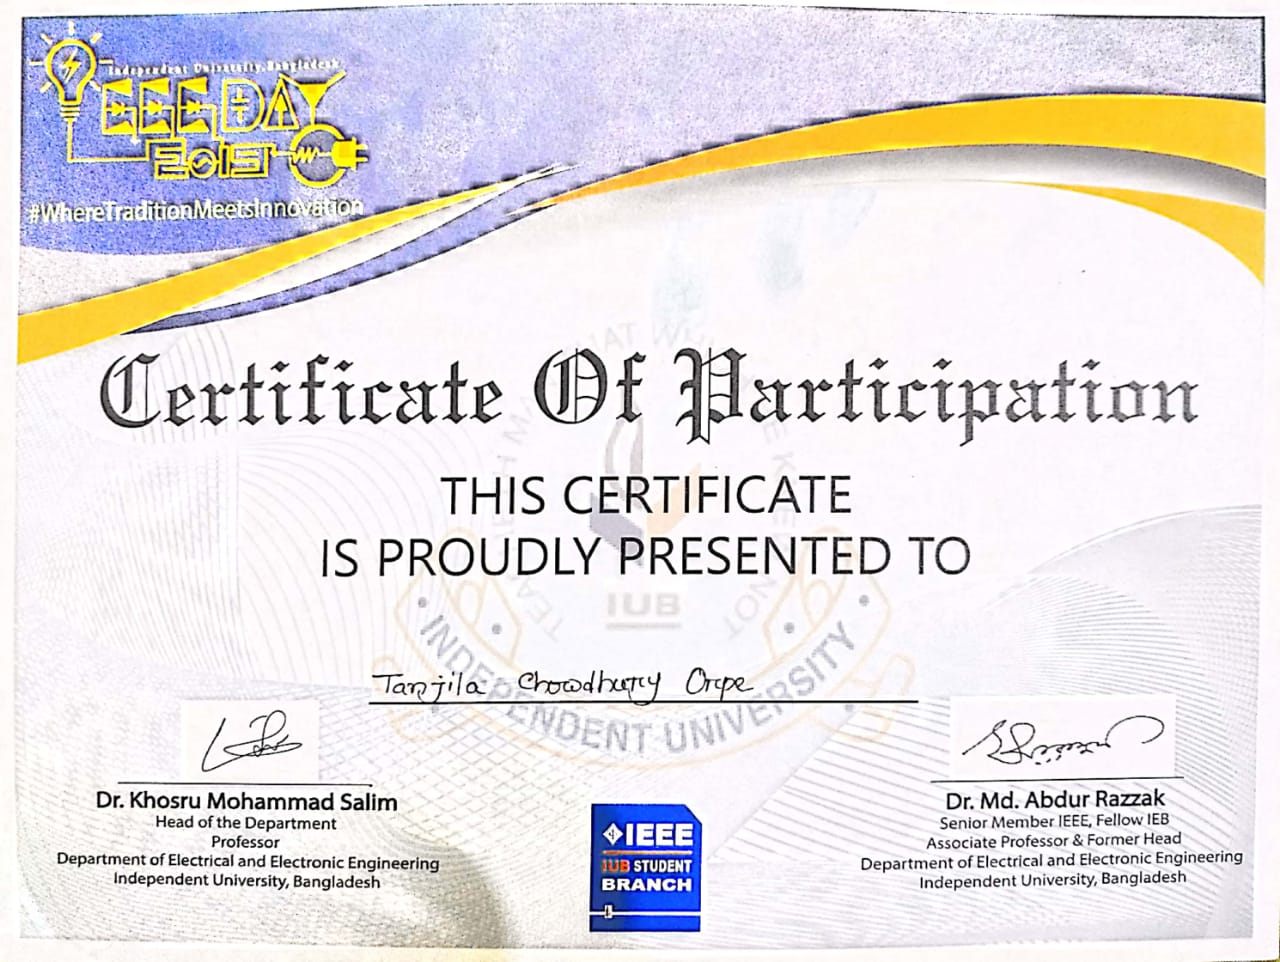 Independent University, Bangladesh
EEE DAY
2015
#WhereTraditionMeetsInnovation
Certificate Of Participation
THIS CERTIFICATE
IS PROUDLY PRESENTED TO
Tanjila Chowdhury Orpe
Dr. Khosru Mohammad Salim
Head of the Department
Professor
Department of Electrical and Electronic Engineering
Independent University, Bangladesh
IEEE
IUB STUDENT
BRANCH
Dr. Md. Abdur Razzak
Senior Member IEEE, Fellow IEB
Associate Professor & Former Head
Department of Electrical and Electronic Engineering
Independent University, Bangladesh
IUB
INDEPENDENT UNIVERSITY